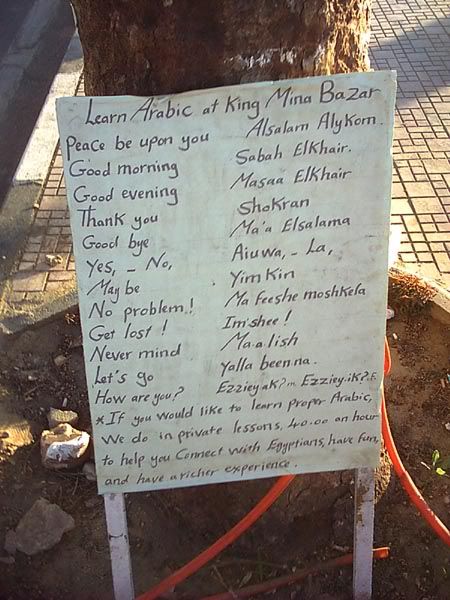 Learn Arabic at King Mina Bazar
Peace be upon you Alsalam Alykom.
Good morning Sabah Elkhair.
Good evening Masaa Elkhair
Thank you Shokran
Good bye Ma'a Elsalama
Yes, - No, Aiuwa, - La,
May be Yimkin
No problem! Ma feeshe moshkela
Get lost! Im'shee!
Never mind Ma.a lish
Let's go Yalla beenna.
How are you? Ezzieyak? m Ezziey.ik? F
*If you would like to learn proper Arabic,
We do in private lessons, 40.00 an hour
to help you Connect with Egyptians, have fun,
and have a richer experience.